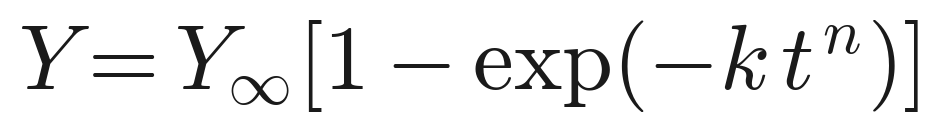 Y = Y∞[1 − exp(−k tⁿ)]